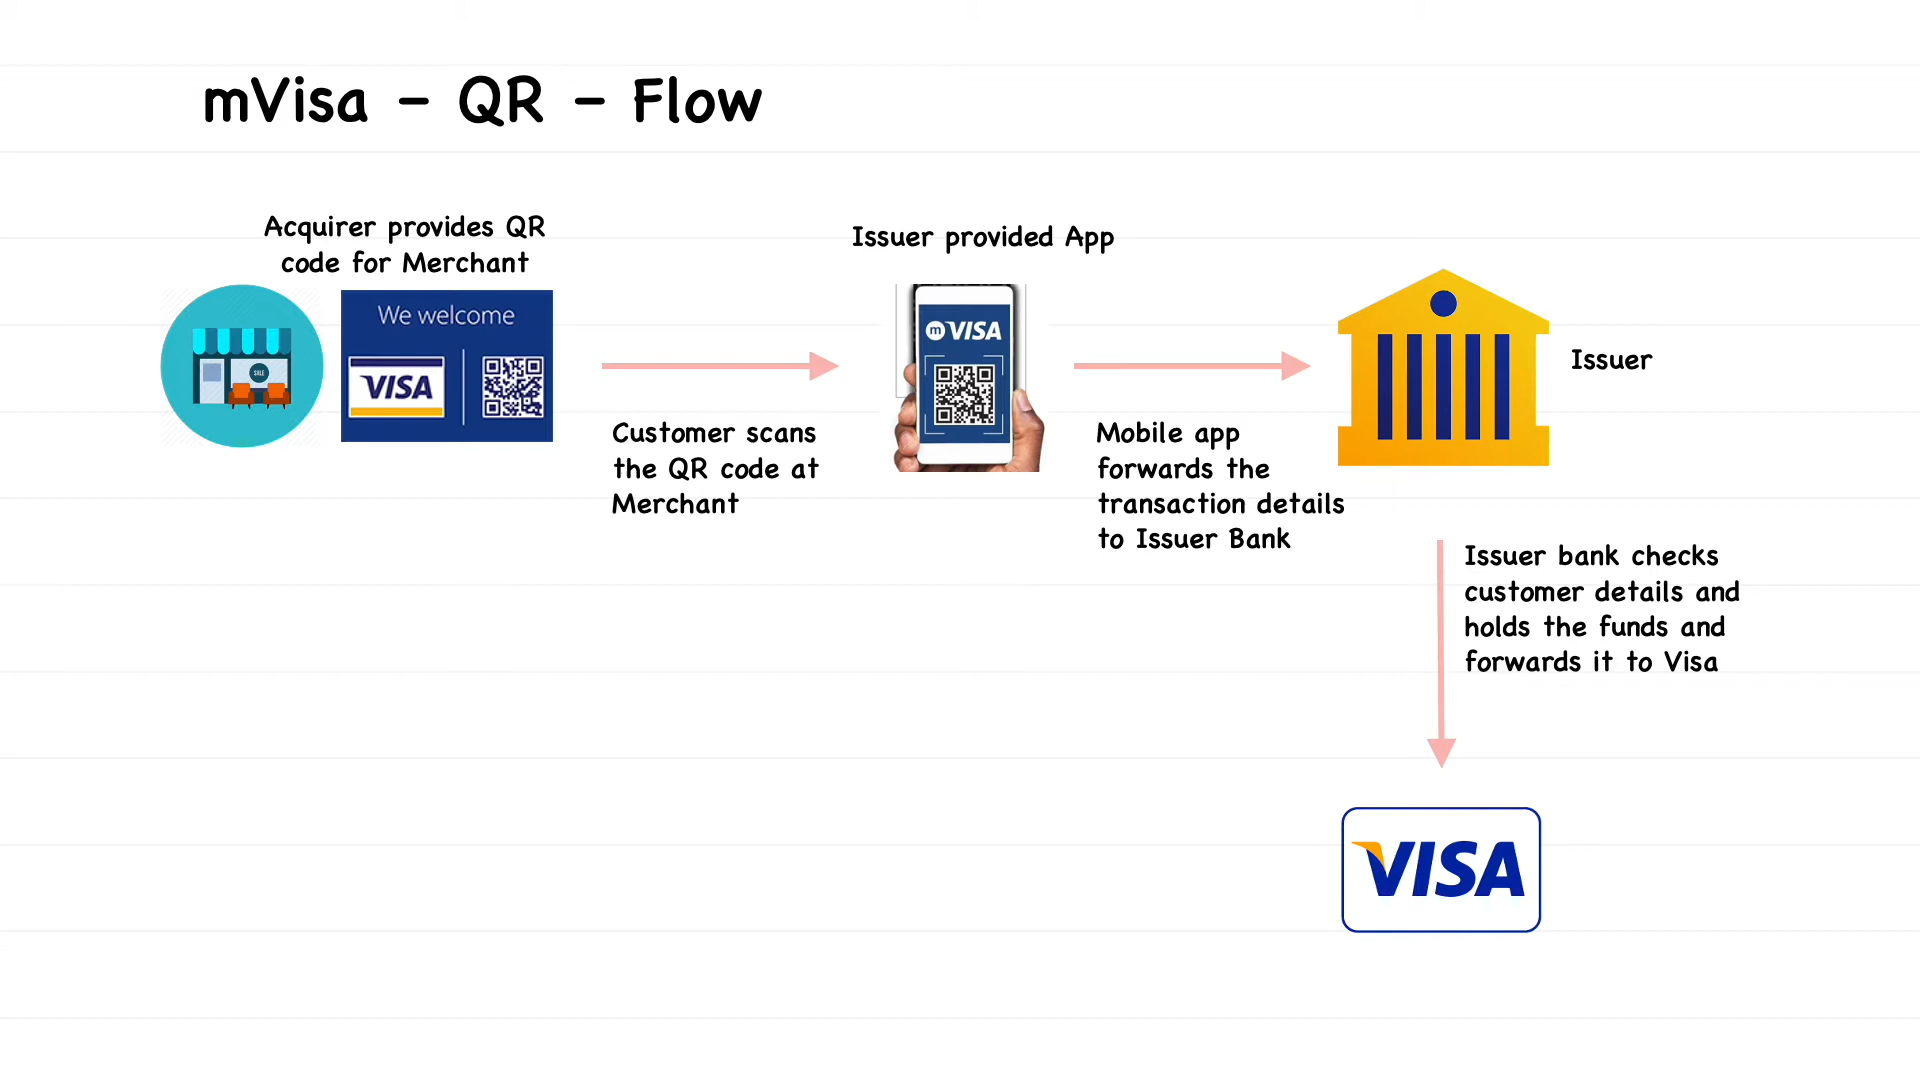 mVisa - QR - Flow
Acquirer provides QR
code for Merchant
We welcome
VISA
SALE
Customer scans
the QR code at
Merchant
Issuer provided App
m VISA
Mobile app
forwards the
transaction details
to Issuer Bank
Issuer
Issuer bank checks
customer details and
holds the funds and
forwards it to Visa
VISA